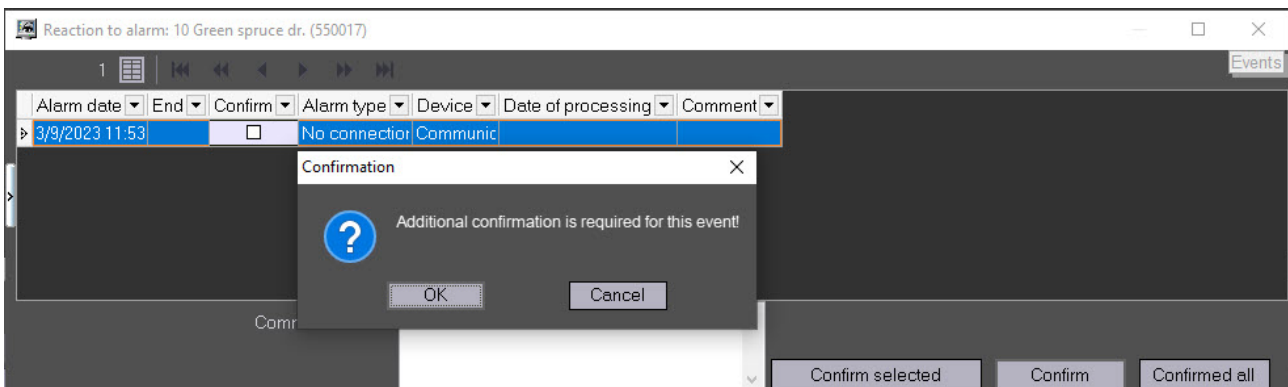 Reaction to alarm: 10 Green spruce dr. (550017)
1
Events
Alarm date End Confirm Alarm type Device Date of processing Comment
3/9/2023 11:53 No connection Communic
Confirmation
Additional confirmation is required for this event!
OK Cancel
Comr
Confirm selected Confirm Confirmed all